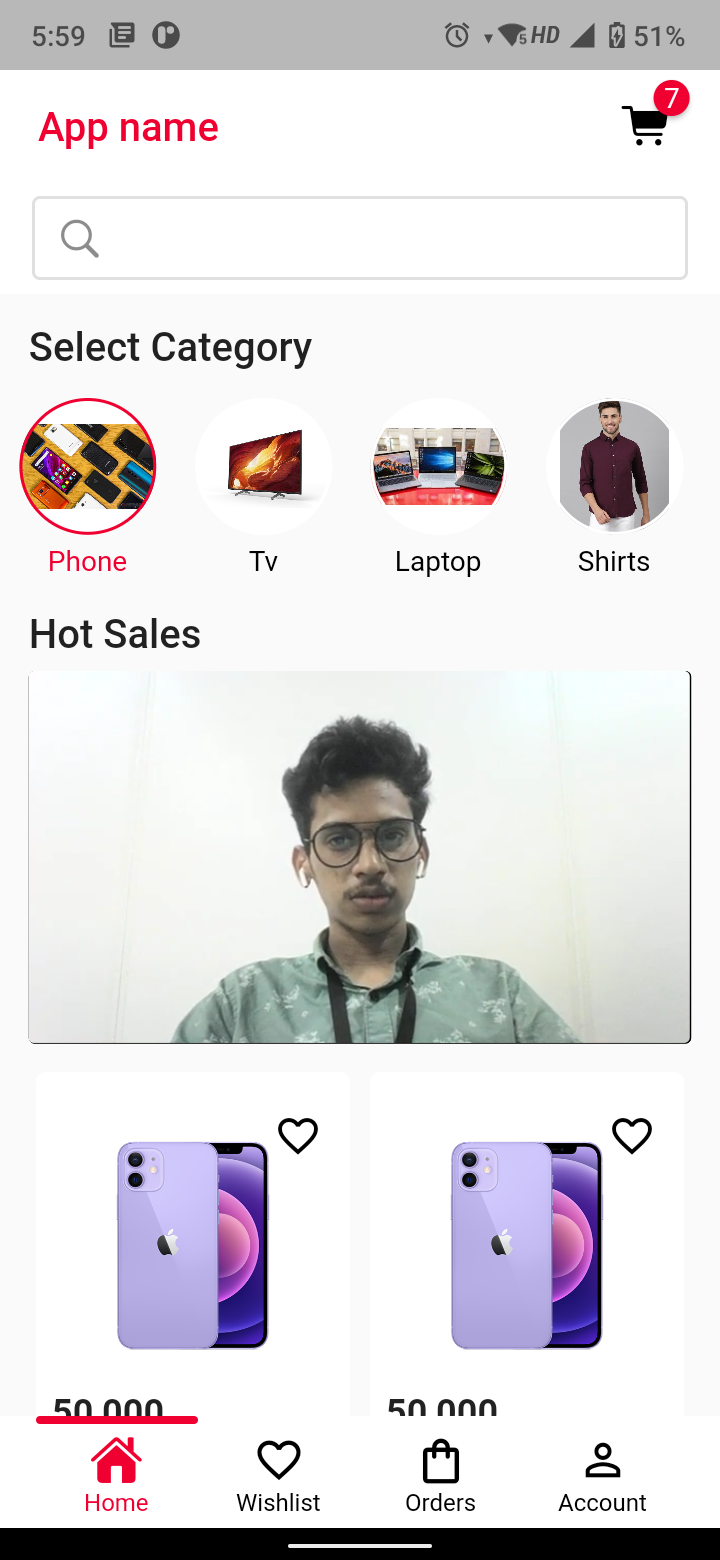 5:59 5 HD 51%
App name 7
Select Category
Phone Tv Laptop Shirts
Hot Sales
50,000 50,000
Home Wishlist Orders Account